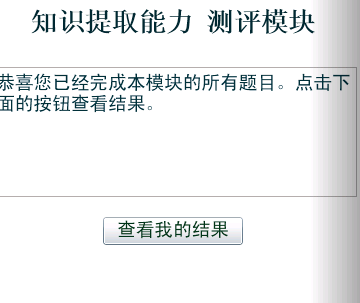 知识提取能力 测评模块
恭喜您已经完成本模块的所有题目。点击下
面的按钮查看结果。
查看我的结果